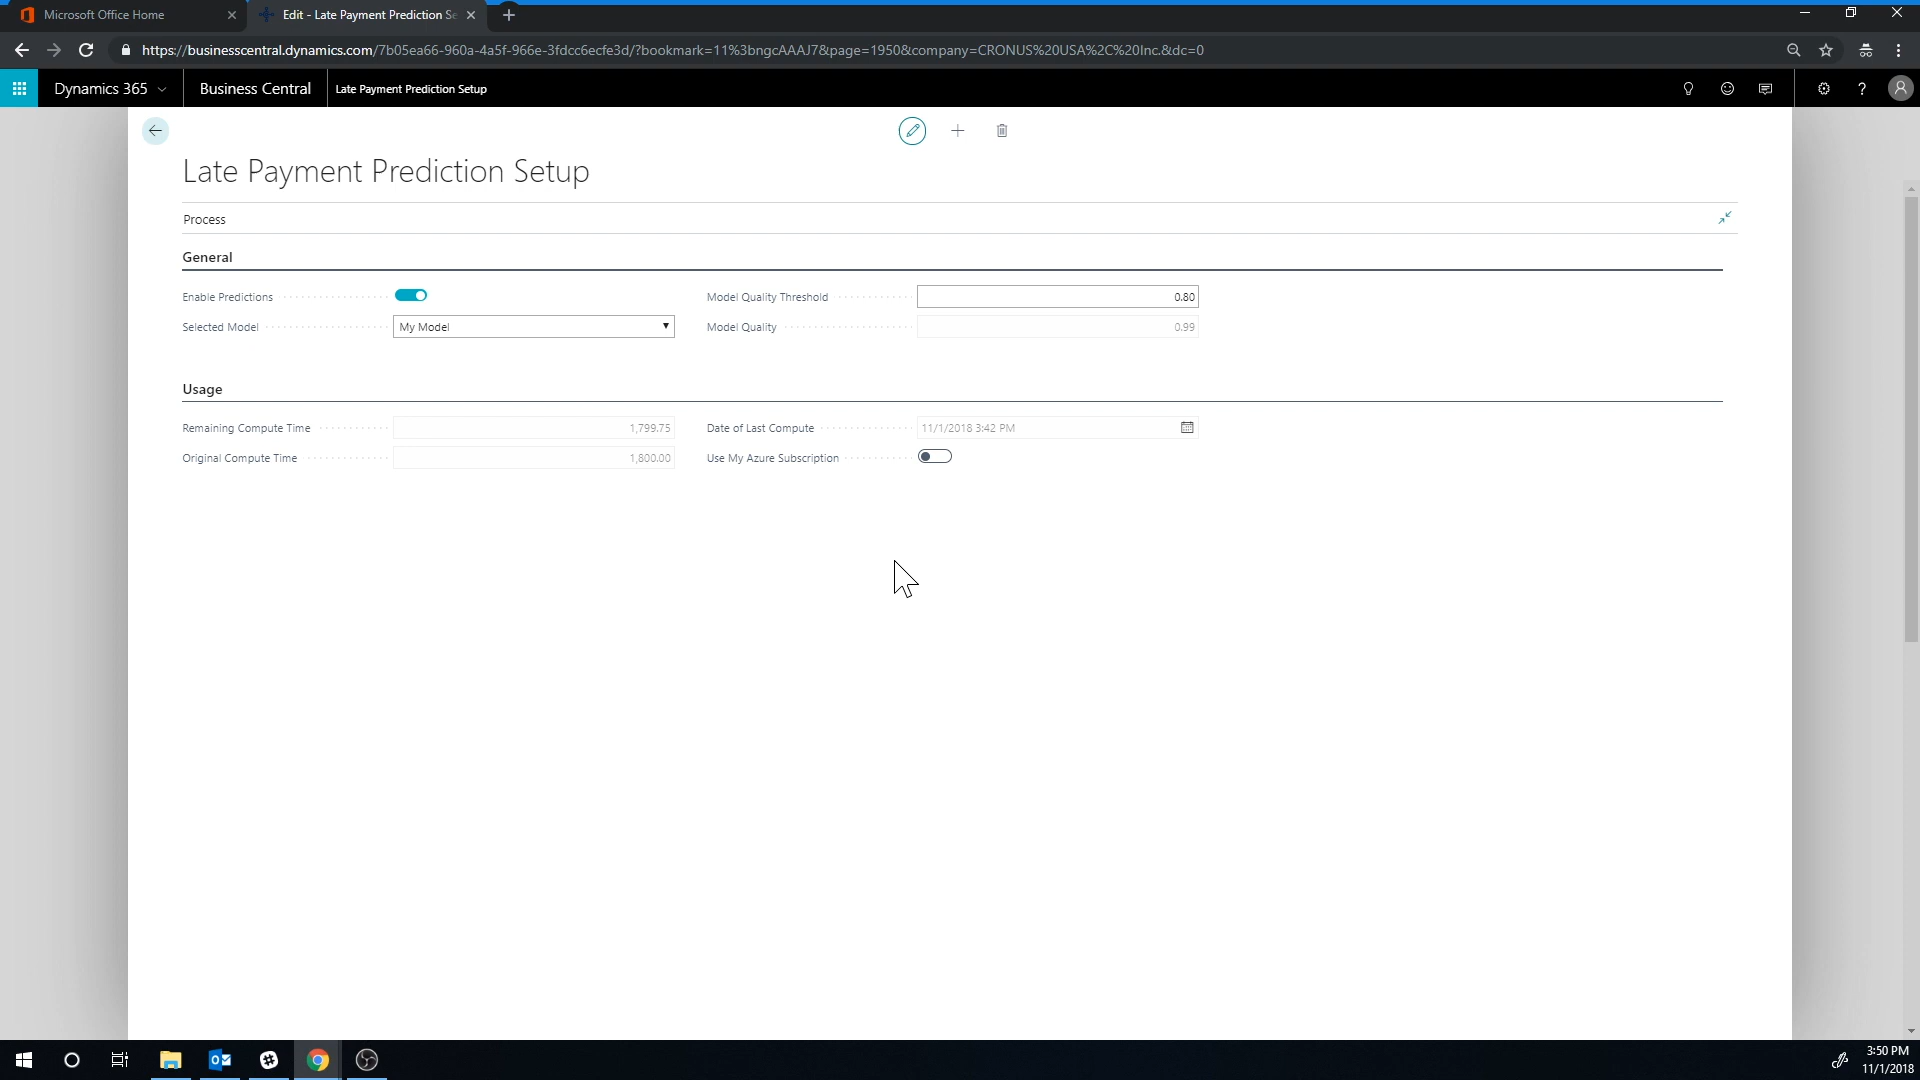 Microsoft Office Home
Edit - Late Payment Prediction Se
https://businesscentral.dynamics.com/7b05ea66-960a-4a5f-966e-3fdcc6ecfe3d/?bookmark=11%3bngcAAAJ7&page=1950&company=CRONUS%20USA%2C%20Inc.&dc=0
Dynamics 365
Business Central
Late Payment Prediction Setup
?
Late Payment Prediction Setup
Process
General
Enable Predictions
Model Quality Threshold 0.80
Selected Model My Model
Model Quality 0.99
Usage
Remaining Compute Time 1,799.75
Date of Last Compute 11/1/2018 3:42 PM
Original Compute Time 1,800.00
Use My Azure Subscription
3:50 PM
11/1/2018